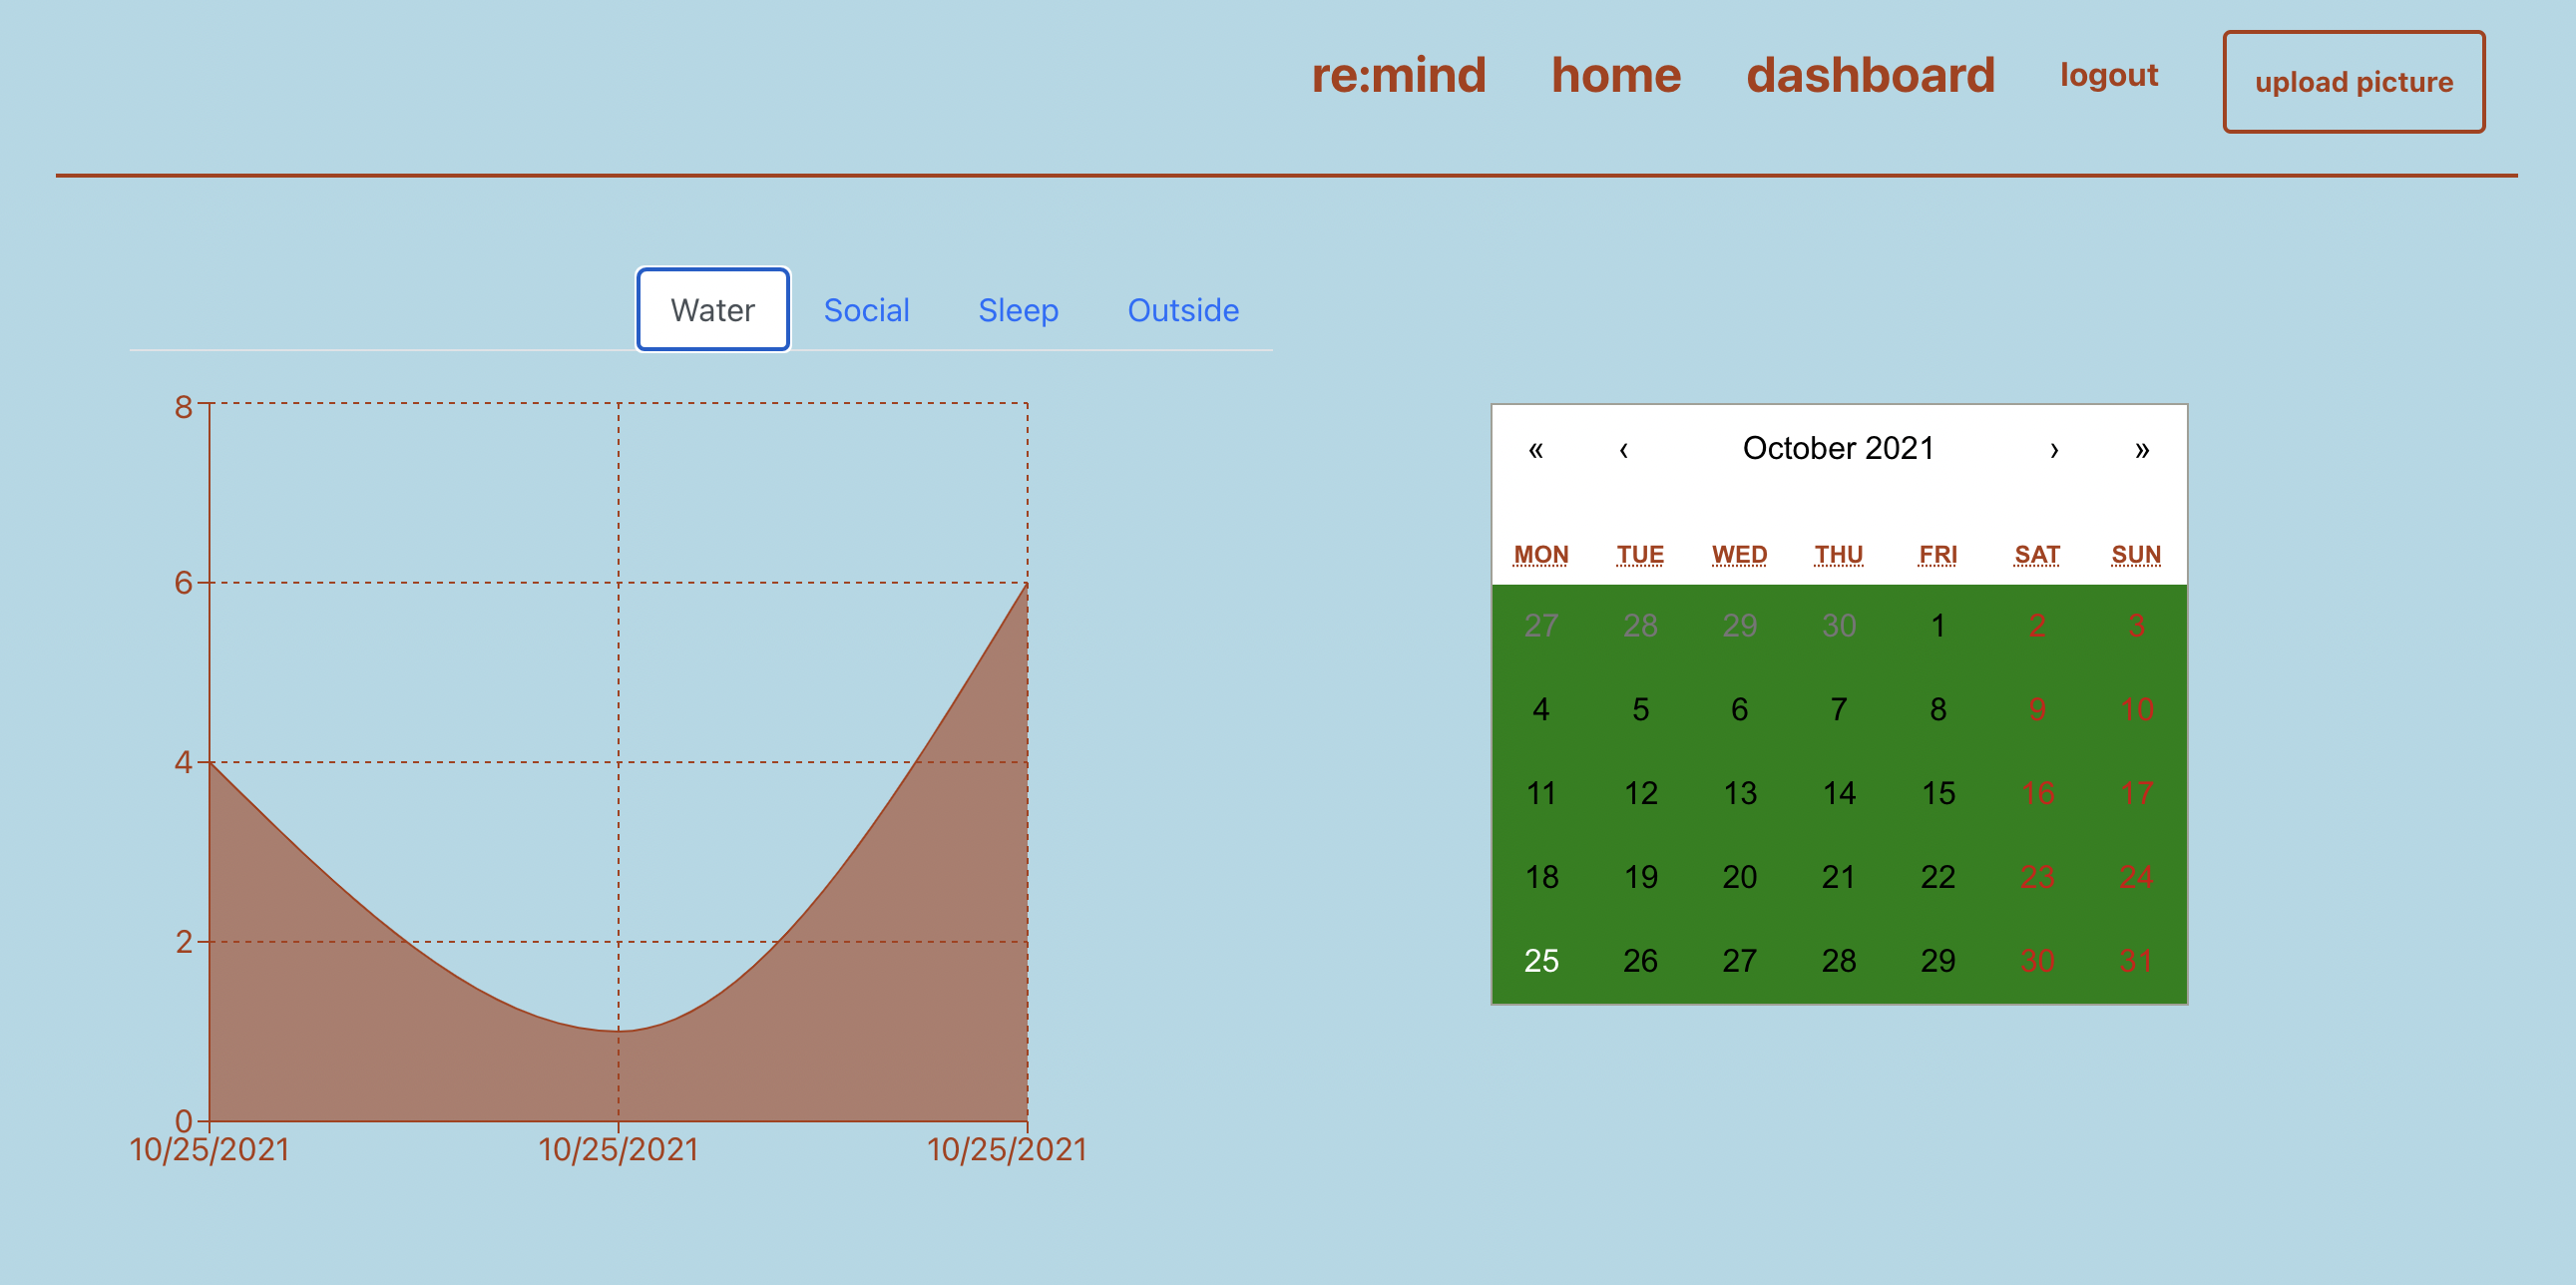 re:mind home dashboard logout upload picture
Water Social Sleep Outside
8
6
4
2
0
10/25/2021 10/25/2021 10/25/2021
« ‹ October 2021 › »
MON TUE WED THU FRI SAT SUN
27 28 29 30 1 2 3
4 5 6 7 8 9 10
11 12 13 14 15 16 17
18 19 20 21 22 23 24
25 26 27 28 29 30 31